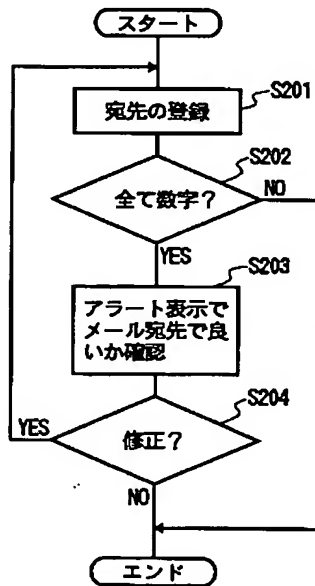 スタート
S201
宛先の登録
S202
全て数字?
NO
YES
S203
アラート表示で
メール宛先で良
いか確認
S204
YES
修正?
NO
エンド